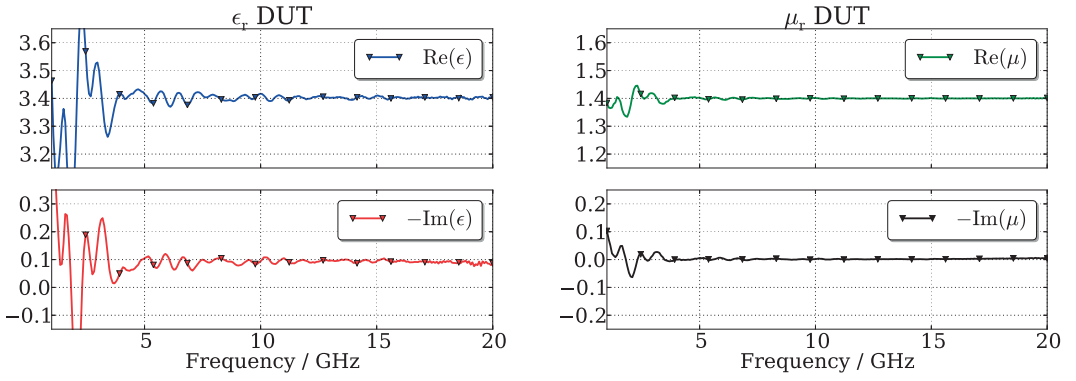 ϵr DUT
3.6
3.5
3.4
3.3
3.2
Re(ϵ)
0.3
0.2
0.1
0.0
−0.1
−Im(ϵ)
5 10 15 20
Frequency / GHz
μr DUT
1.6
1.5
1.4
1.3
1.2
Re(μ)
0.3
0.2
0.1
0.0
−0.1
−0.2
−Im(μ)
5 10 15 20
Frequency / GHz